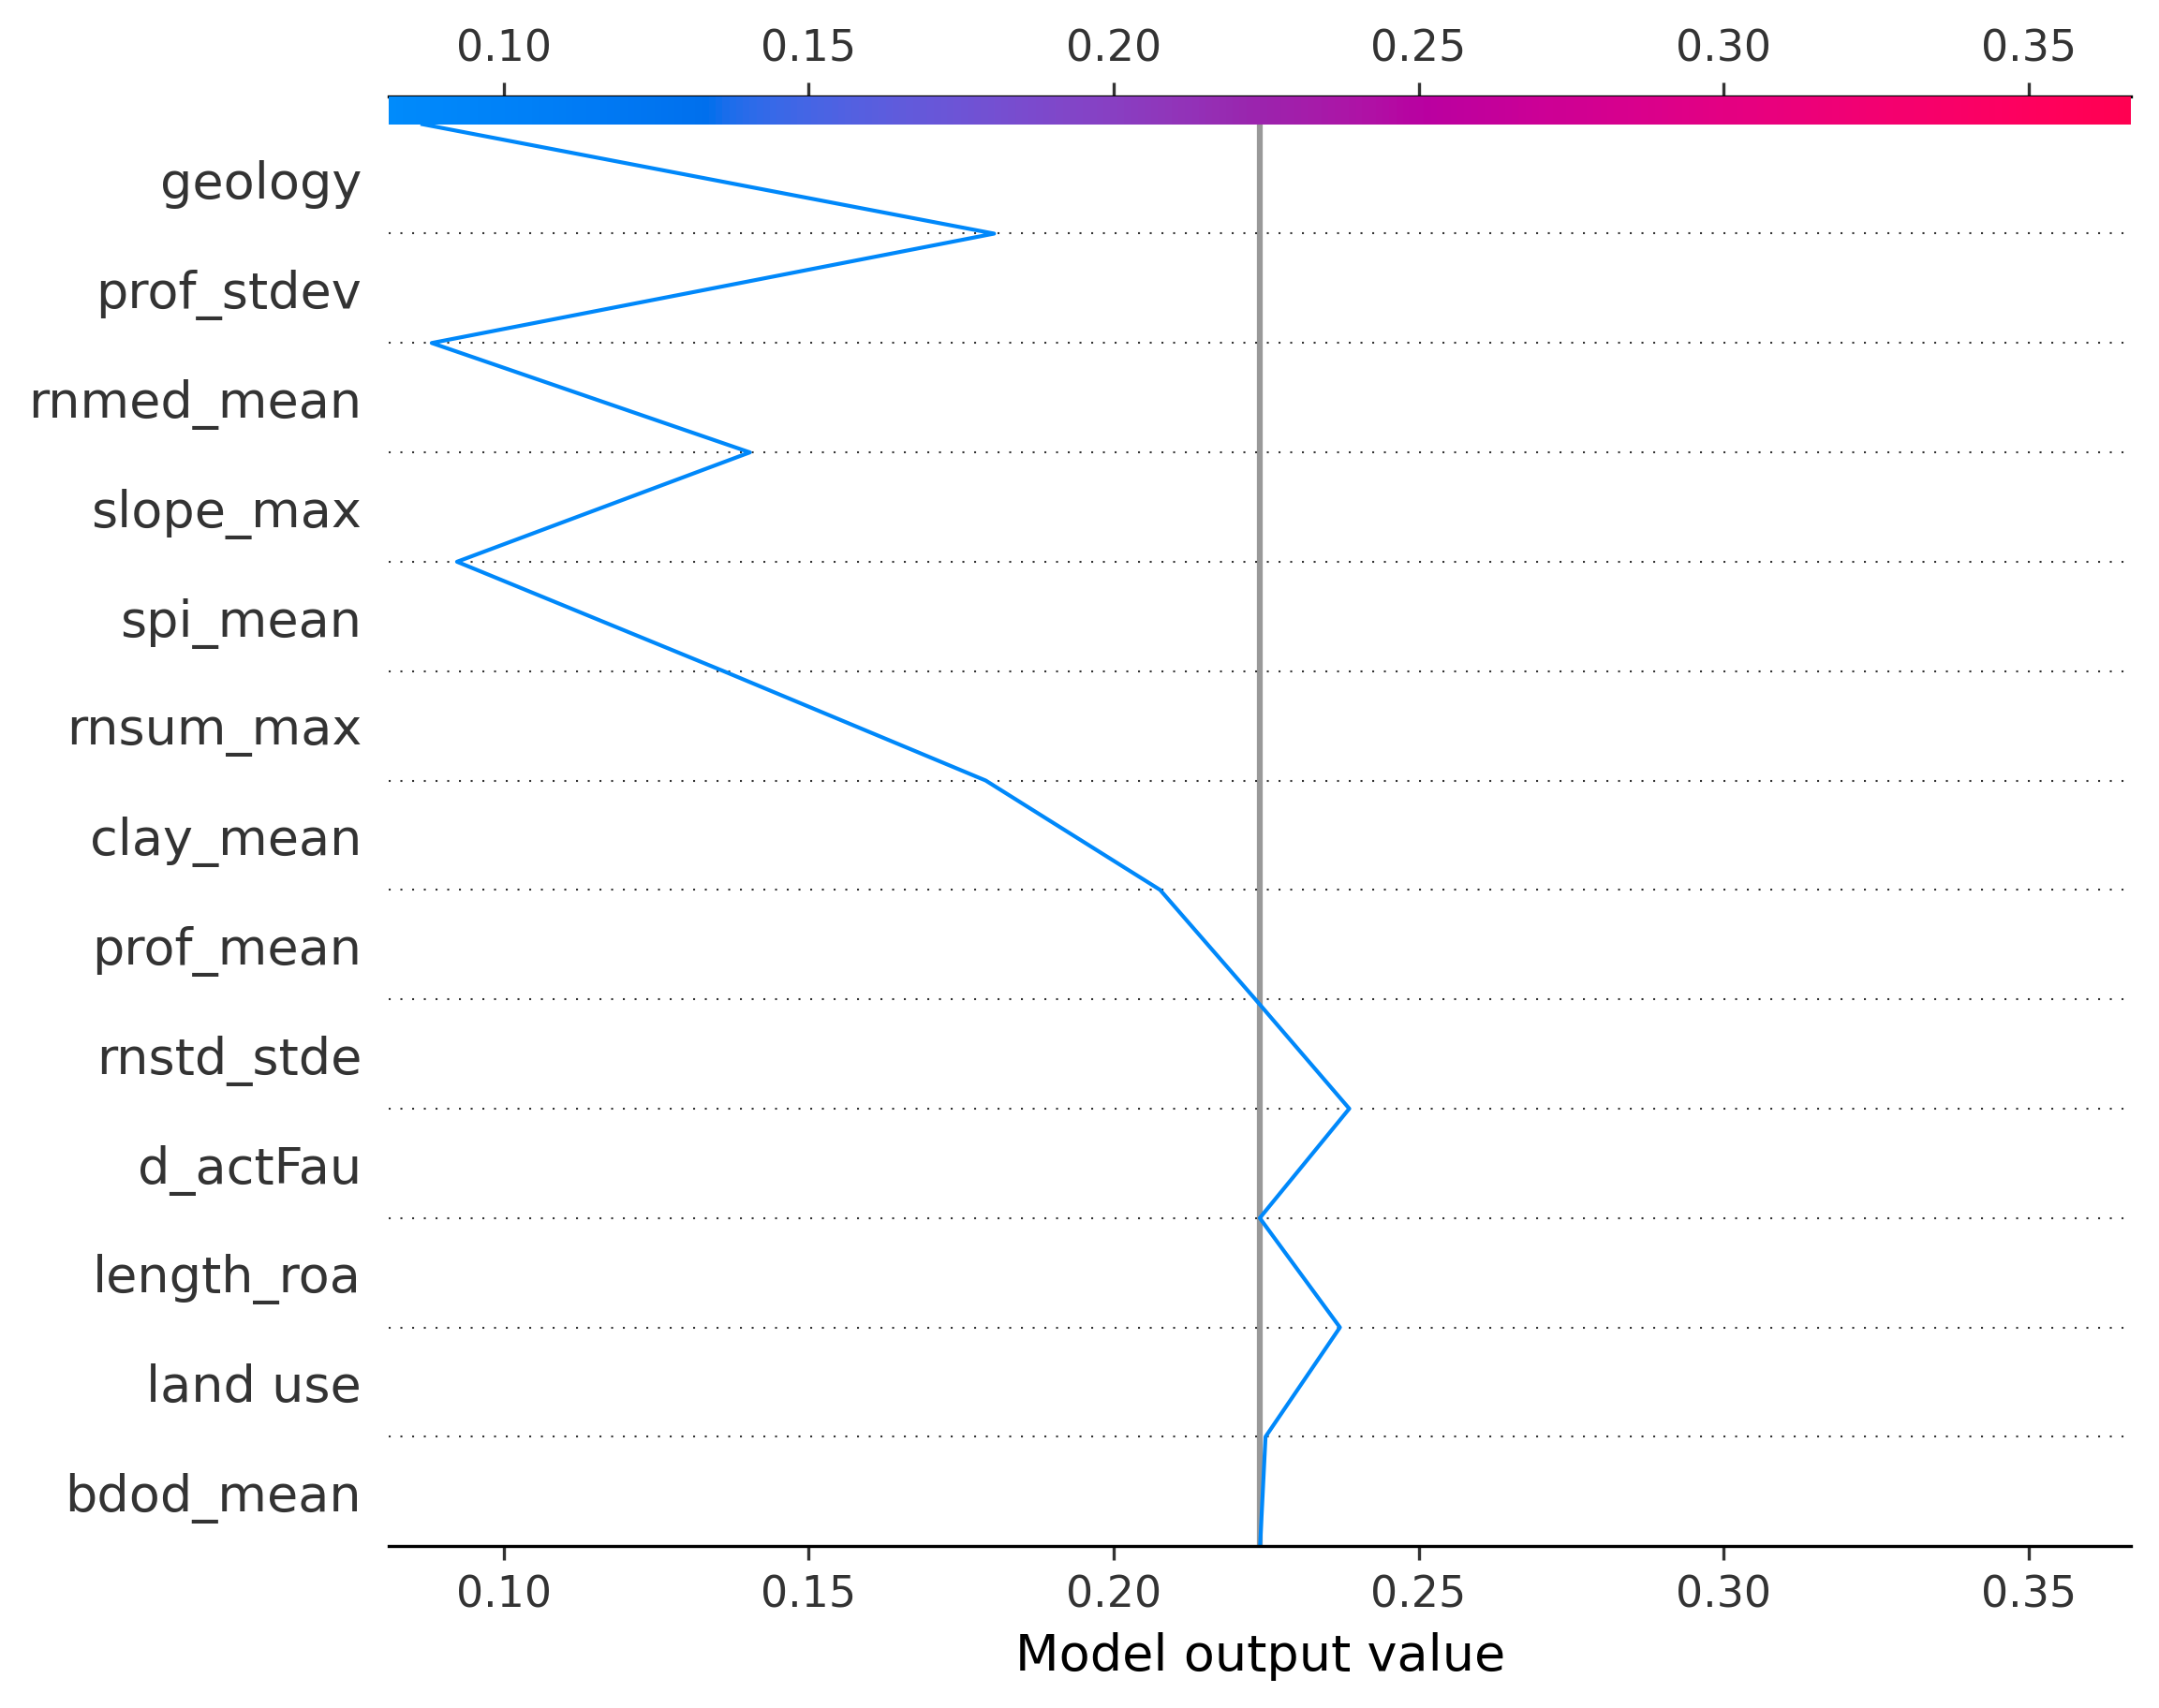 0.10 0.15 0.20 0.25 0.30 0.35
geology
prof_stdev
rnmed_mean
slope_max
spi_mean
rnsum_max
clay_mean
prof_mean
rnstd_stde
d_actFau
length_roa
land use
bdod_mean
0.10 0.15 0.20 0.25 0.30 0.35
Model output value